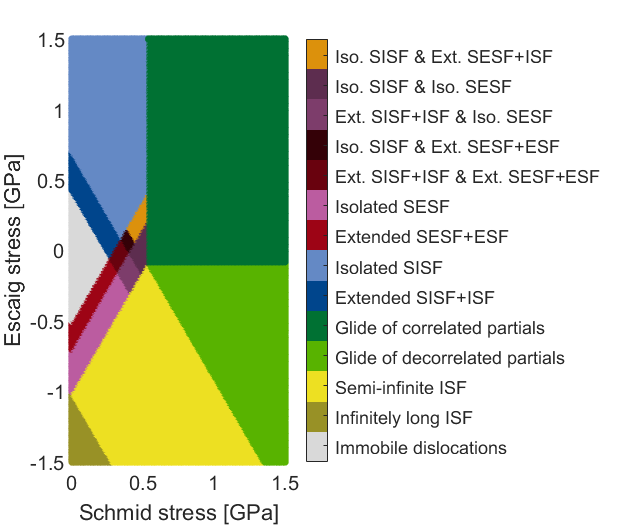 1.5
1
0.5
0
-0.5
-1
-1.5
Escaig stress [GPa]
0
0.5
1
1.5
Schmid stress [GPa]
Iso. SISF & Ext. SESF+ISF
Iso. SISF & Iso. SESF
Ext. SISF+ISF & Iso. SESF
Iso. SISF & Ext. SESF+ESF
Ext. SISF+ISF & Ext. SESF+ESF
Isolated SESF
Extended SESF+ESF
Isolated SISF
Extended SISF+ISF
Glide of correlated partials
Glide of decorrelated partials
Semi-infinite ISF
Infinitely long ISF
Immobile dislocations